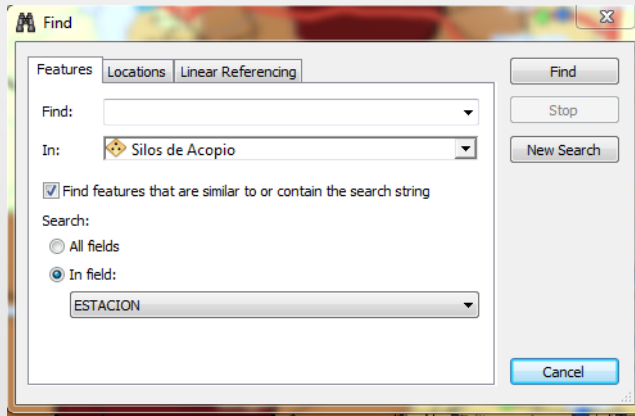 Find
Features Locations Linear Referencing
Find
Find:
Stop
In: Silos de Acopio
New Search
Find features that are similar to or contain the search string
Search:
All fields
In field:
ESTACION
Cancel